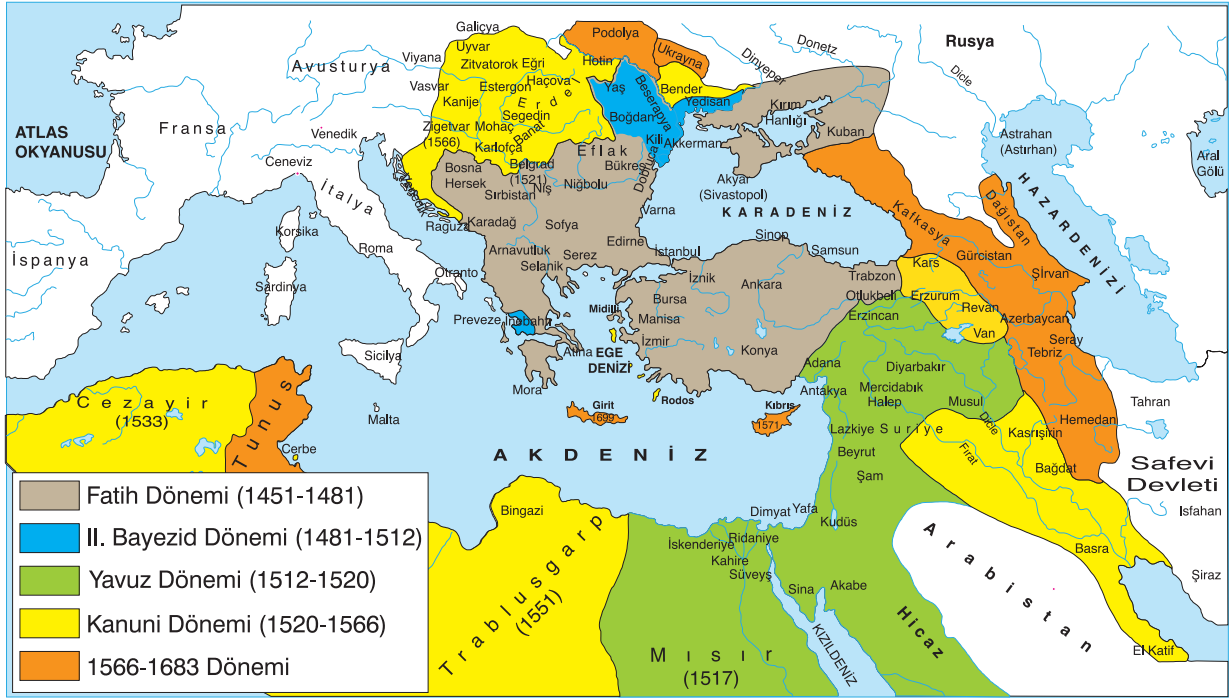 Galiçya
Podolya
Donetz
Rusya
Uyvar
Viyana
Avusturya
Zitvatorok
Eğri
Hotin
Ukrayna
Dinyeper
Dicle
Vasvar
Estergon
Haçova
Yaş
Beserapya
Bender
Kanije
Erde
Segedin
Banat
Boğdan
Yedisan
Kırım
Hanlığı
ATLAS
OKYANUSU
Fransa
Venedik
Zigetvar
(1566)
Mohaç
Karlofça
Kili
Akkerman
Kuban
Astrahan
(Astırhan)
Aral
Gölü
Ceneviz
Belgrad
(1521)
Eflak
Bükreş
Dobruca
Bosna
Hersek
Sırbistan
Niş
Niğbolu
Akyar
(Sivastopol)
İtalya
Raguza
Karadağ
Sofya
Varna
KARADENİZ
Kafkasya
Dağıstan
HAZARDENİZİ
Korsika
Roma
Arnavutluk
Edirne
İstanbul
Sinop
Samsun
Gürcistan
Şirvan
İspanya
Sardinya
Otranto
Selanik
Serez
İznik
Ankara
Trabzon
Kars
Otlukbeli
Erzurum
Revan
Bursa
Midilli
Manisa
Erzincan
Van
Azerbaycan
Preveze
İnebahtı
İzmir
Konya
Seray
Tebriz
Sicilya
Atina
EGE
DENİZİ
Adana
Diyarbakır
Mora
Antakya
Mercidabık
Halep
Musul
Tahran
Cezayir
(1533)
Tunus
Malta
Girit
1699
Rodos
Kıbrıs
1571
Lazkiye
Suriye
Dicle
Kasrışirin
Hemedan
Cerbe
AKDENİZ
Beyrut
Fırat
Bağdat
Safevi
Devleti
Şam
Isfahan
Fatih Dönemi (1451-1481)
II. Bayezid Dönemi (1481-1512)
Yavuz Dönemi (1512-1520)
Kanuni Dönemi (1520-1566)
1566-1683 Dönemi
Bingazi
Trablusgarp
(1551)
Dimyat
Yafa
Kudüs
İskenderiye
Ridaniye
Kahire
Süveyş
Sina
Akabe
Arabistan
Basra
Şiraz
Hicaz
El Katif
Mısır
(1517)
KIZILDENİZ